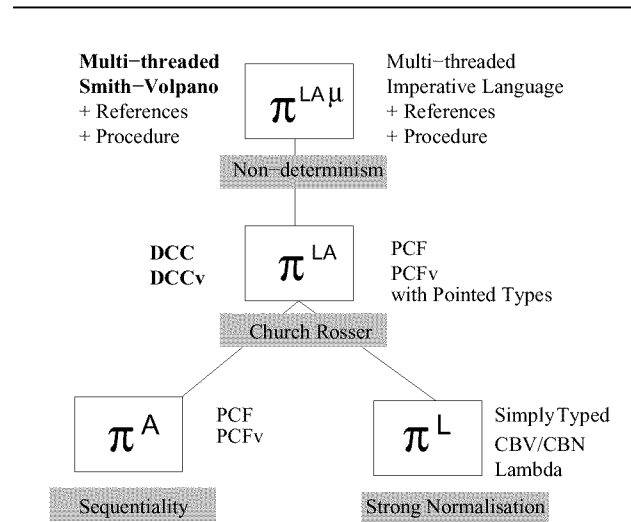 Multi−threaded
Smith−Volpano
+ References
+ Procedure
π^LAμ
Multi−threaded
Imperative Language
+ References
+ Procedure
Non−determinism
DCC
DCCv
π^LA
PCF
PCFv
with Pointed Types
Church Rosser
π^A
PCF
PCFv
π^L
Simply Typed
CBV/CBN
Lambda
Sequentiality
Strong Normalisation